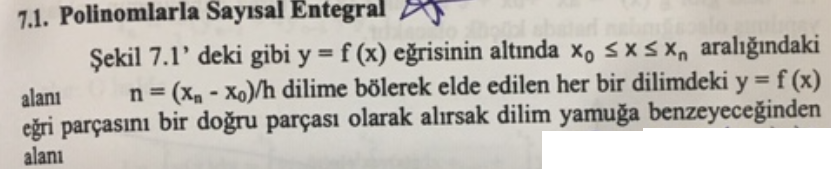 7.1. Polinomlarla Sayısal Entegral
Şekil 7.1' deki gibi y = f (x) eğrisinin altında x₀ ≤ x ≤ xₙ aralığındaki
alanı n = (xₙ - x₀)/h dilime bölerek elde edilen her bir dilimdeki y = f (x)
eğri parçasını bir doğru parçası olarak alırsak dilim yamuğa benzeyeceğinden
alanı